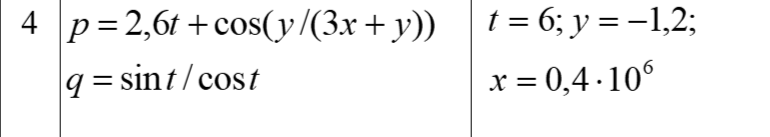 4 p = 2,6t + cos(y/(3x + y)) t = 6; y = −1,2;
q = sin t / cos t x = 0,4 · 10⁶